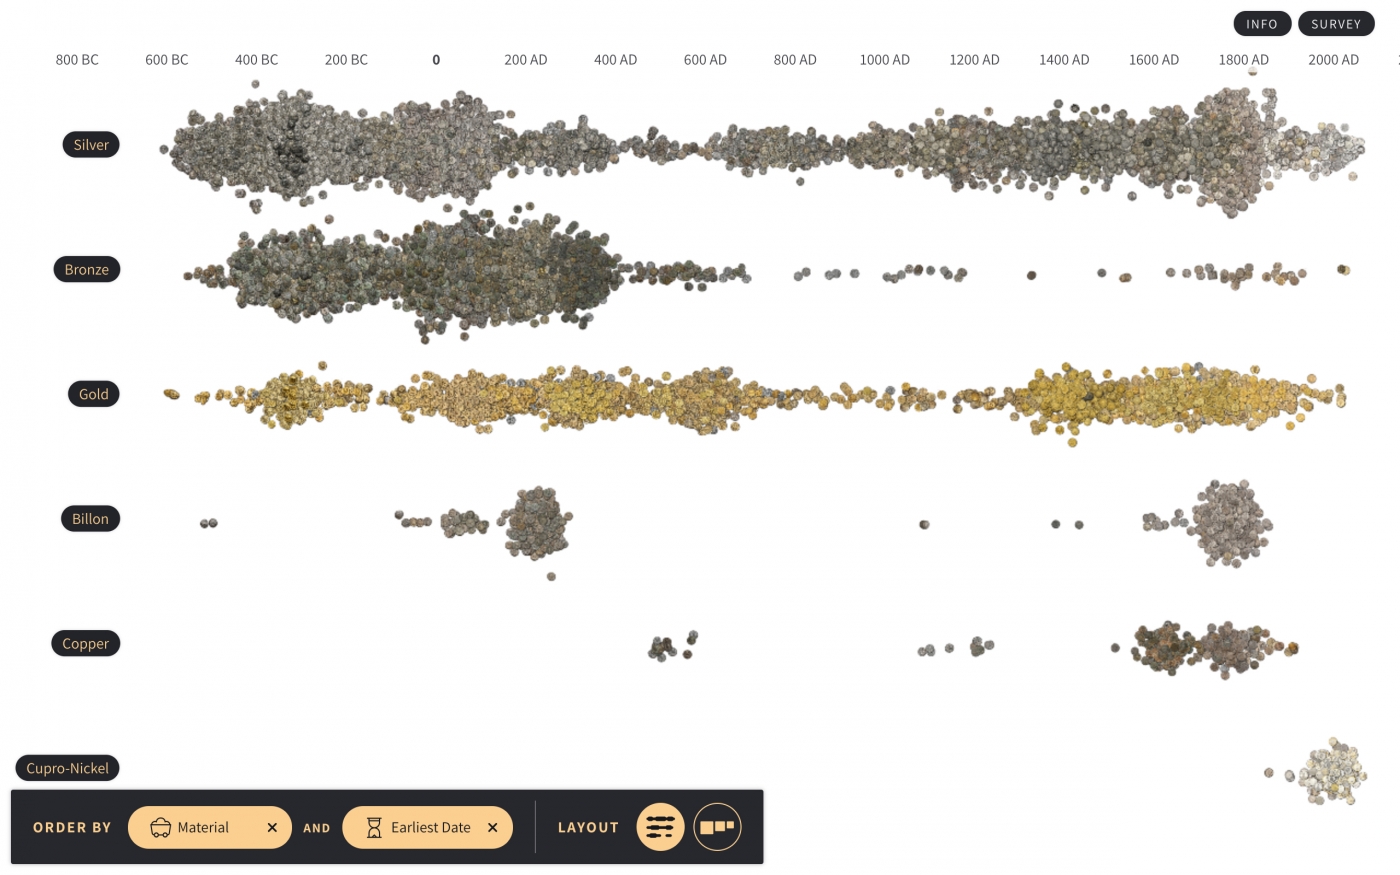 INFO SURVEY
800 BC 600 BC 400 BC 200 BC 0 200 AD 400 AD 600 AD 800 AD 1000 AD 1200 AD 1400 AD 1600 AD 1800 AD 2000 AD
Silver
Bronze
Gold
Billon
Copper
Cupro-Nickel
ORDER BY Material × AND Earliest Date × LAYOUT